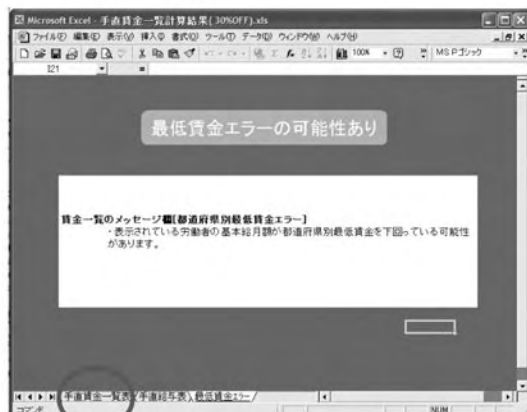 Microsoft Excel - 手直賃金一覧計算結果(30%OFF).xls
ファイル(F) 編集(E) 表示(V) 挿入(I) 書式(O) ツール(T) データ(D) ウィンドウ(W) ヘルプ(H)
100% MS Pゴシック
I21 =
最低賃金エラーの可能性あり
賃金一覧のメッセージ欄[都道府県別最低賃金エラー]
・表示されている労働者の基本給月額が都道府県別最低賃金を下回っている可能性
があります。
手直賃金一覧表 手直給与表 最低賃金エラー
コマンド NUM